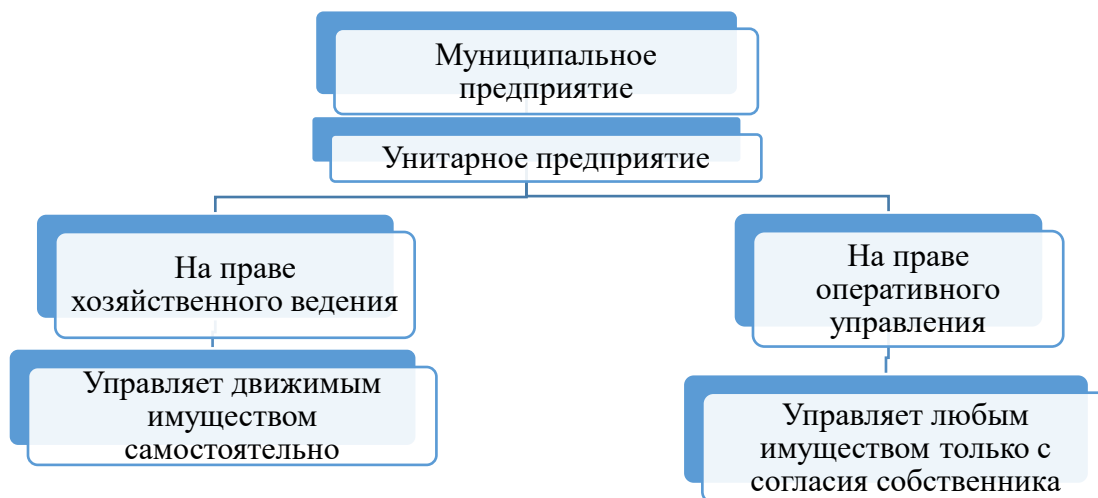 Муниципальное
предприятие
Унитарное предприятие
На праве
хозяйственного ведения
Управляет движимым
имуществом
самостоятельно
На праве
оперативного
управления
Управляет любым
имуществом только с
согласия собственника